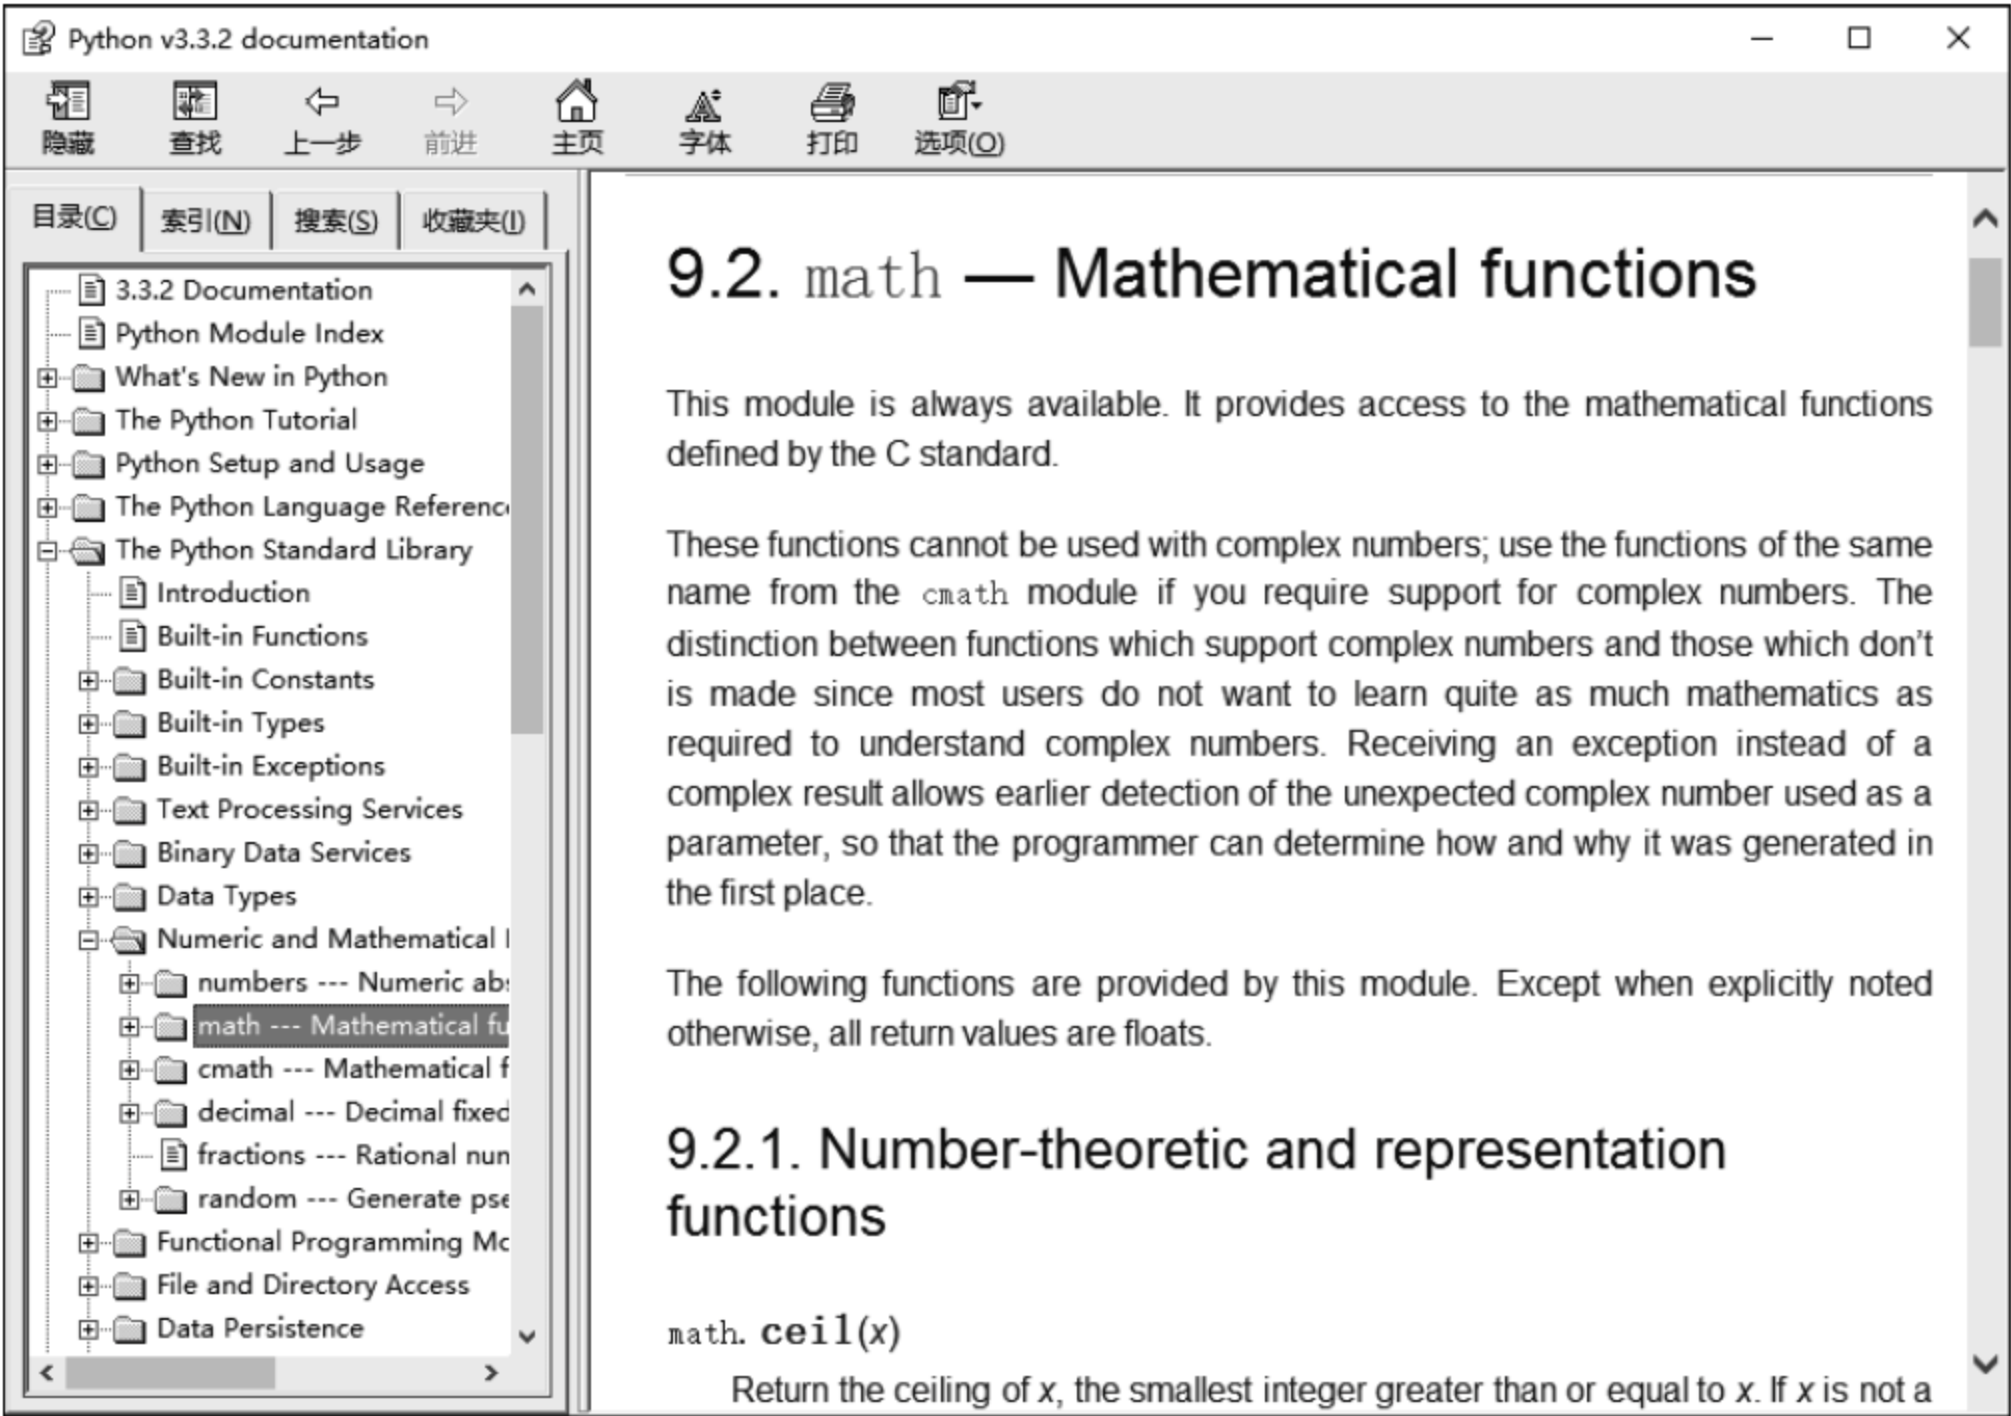 Python v3.3.2 documentation
隐藏 查找 上一步 前进 主页 字体 打印 选项(O)
目录(C) 索引(N) 搜索(S) 收藏夹(I)
3.3.2 Documentation
Python Module Index
What's New in Python
The Python Tutorial
Python Setup and Usage
The Python Language Referenc
The Python Standard Library
Introduction
Built-in Functions
Built-in Constants
Built-in Types
Built-in Exceptions
Text Processing Services
Binary Data Services
Data Types
Numeric and Mathematical
numbers --- Numeric abs
math --- Mathematical fu
cmath --- Mathematical f
decimal --- Decimal fixed
fractions --- Rational nun
random --- Generate pse
Functional Programming Mc
File and Directory Access
Data Persistence
9.2. math — Mathematical functions
This module is always available. It provides access to the mathematical functions
defined by the C standard.
These functions cannot be used with complex numbers; use the functions of the same
name from the cmath module if you require support for complex numbers. The
distinction between functions which support complex numbers and those which don’t
is made since most users do not want to learn quite as much mathematics as
required to understand complex numbers. Receiving an exception instead of a
complex result allows earlier detection of the unexpected complex number used as a
parameter, so that the programmer can determine how and why it was generated in
the first place.
The following functions are provided by this module. Except when explicitly noted
otherwise, all return values are floats.
9.2.1. Number-theoretic and representation
functions
math. ceil(x)
Return the ceiling of x, the smallest integer greater than or equal to x. If x is not a